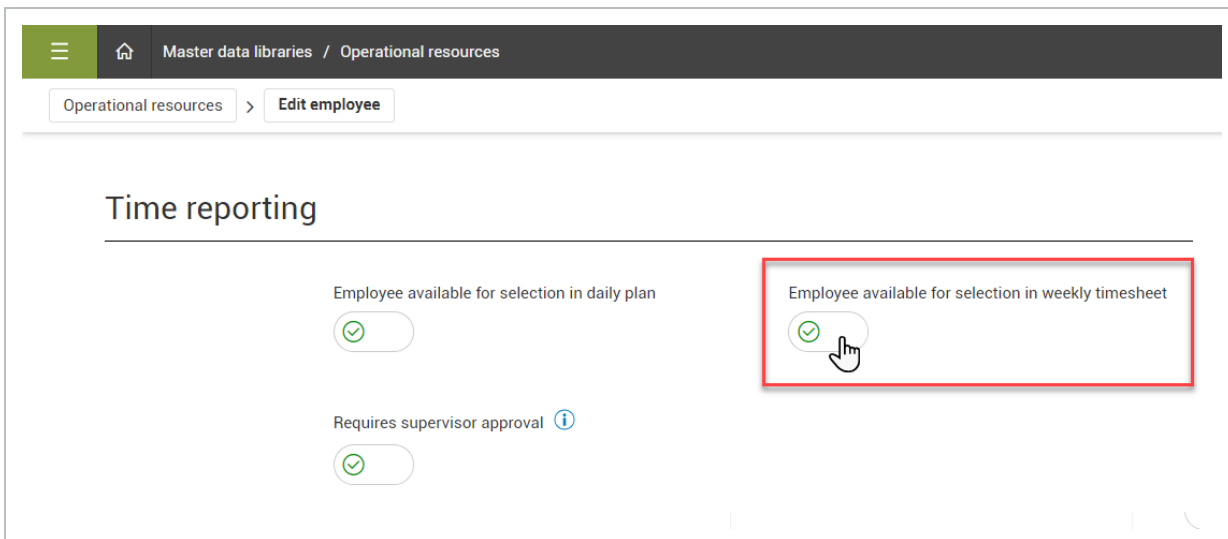 Master data libraries / Operational resources
Operational resources > Edit employee
Time reporting
Employee available for selection in daily plan
Employee available for selection in weekly timesheet
Requires supervisor approval